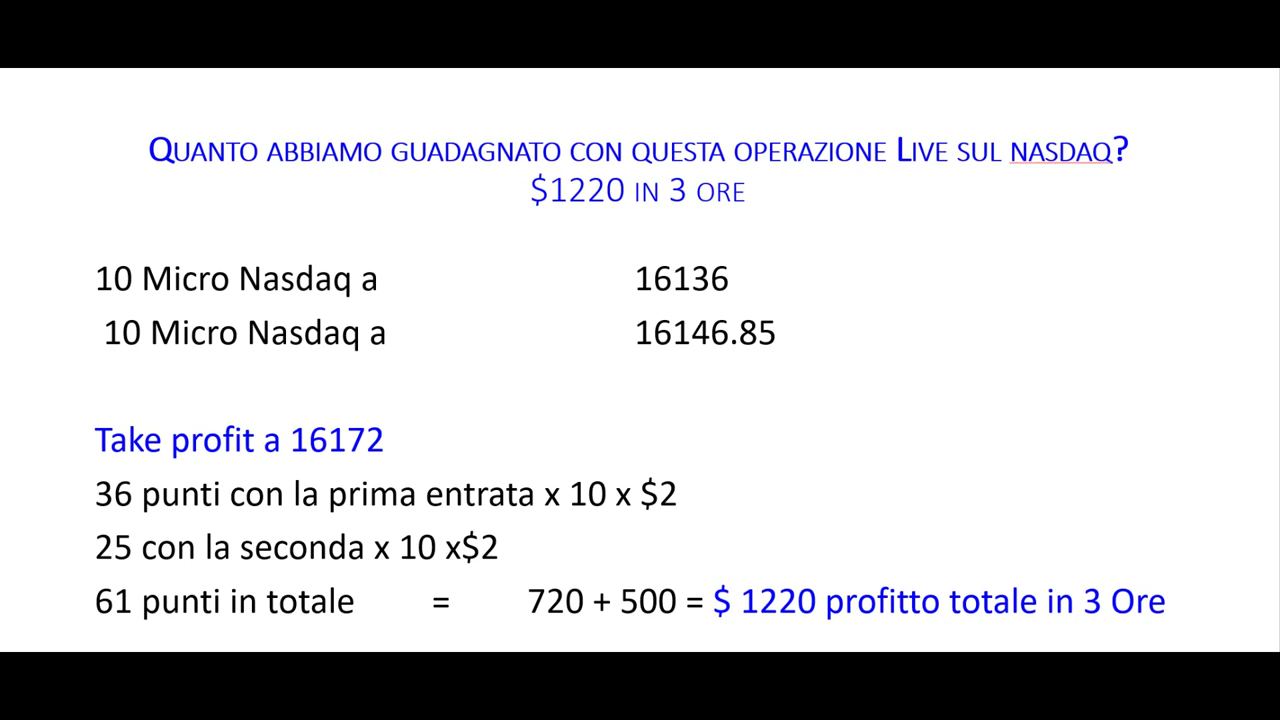 Quanto abbiamo guadagnato con questa operazione Live sul nasdaq?
$1220 in 3 ore
10 Micro Nasdaq a 16136
10 Micro Nasdaq a 16146.85
Take profit a 16172
36 punti con la prima entrata x 10 x $2
25 con la seconda x 10 x$2
61 punti in totale = 720 + 500 = $ 1220 profitto totale in 3 Ore